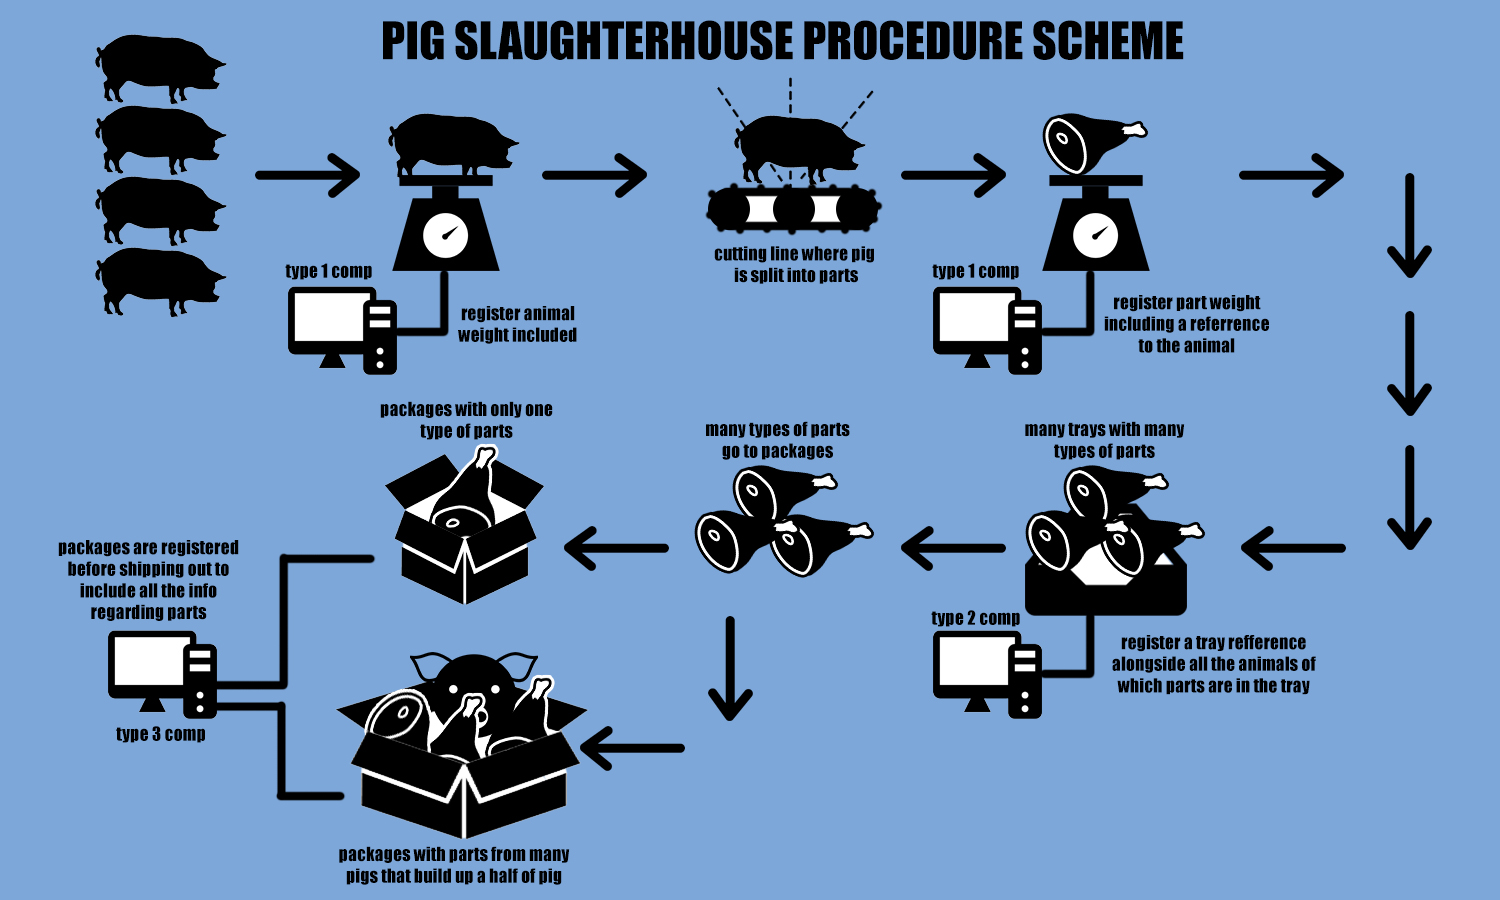 PIG SLAUGHTERHOUSE PROCEDURE SCHEME
type 1 comp
register animal
weight included
cutting line where pig
is split into parts
type 1 comp
register part weight
including a referrence
to the animal
packages with only one
type of parts
many types of parts
go to packages
many trays with many
types of parts
packages are registered
before shipping out to
include all the info
regarding parts
type 3 comp
type 2 comp
register a tray refference
alongside all the animals of
which parts are in the tray
packages with parts from many
pigs that build up a half of pig